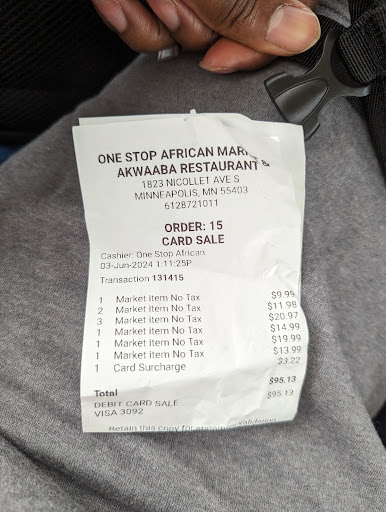 ONE STOP AFRICAN MAR &
AKWAABA RESTAURANT
1823 NICOLLET AVE S
MINNEAPOLIS, MN 55403
6128721011
ORDER: 15
CARD SALE
Cashier: One Stop African
03-Jun-2024 1:11:25P
Transaction 131415
1 Market item No Tax $9.99
2 Market item No Tax $11.98
3 Market item No Tax $20.97
1 Market item No Tax $14.99
1 Market item No Tax $19.99
1 Market item No Tax $13.99
1 Card Surcharge $3.22
Total $95.13
DEBIT CARD SALE $95.13
VISA 3092
Retain this copy for statement validation